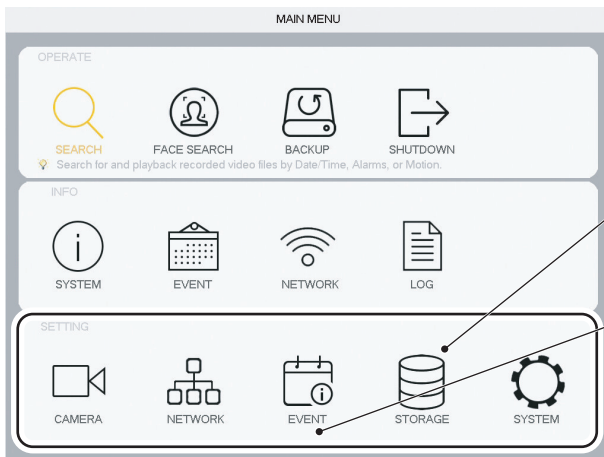 MAIN MENU
OPERATE
SEARCH FACE SEARCH BACKUP SHUTDOWN
Search for and playback recorded video files by Date/Time, Alarms, or Motion.
INFO
SYSTEM EVENT NETWORK LOG
SETTING
CAMERA NETWORK EVENT STORAGE SYSTEM